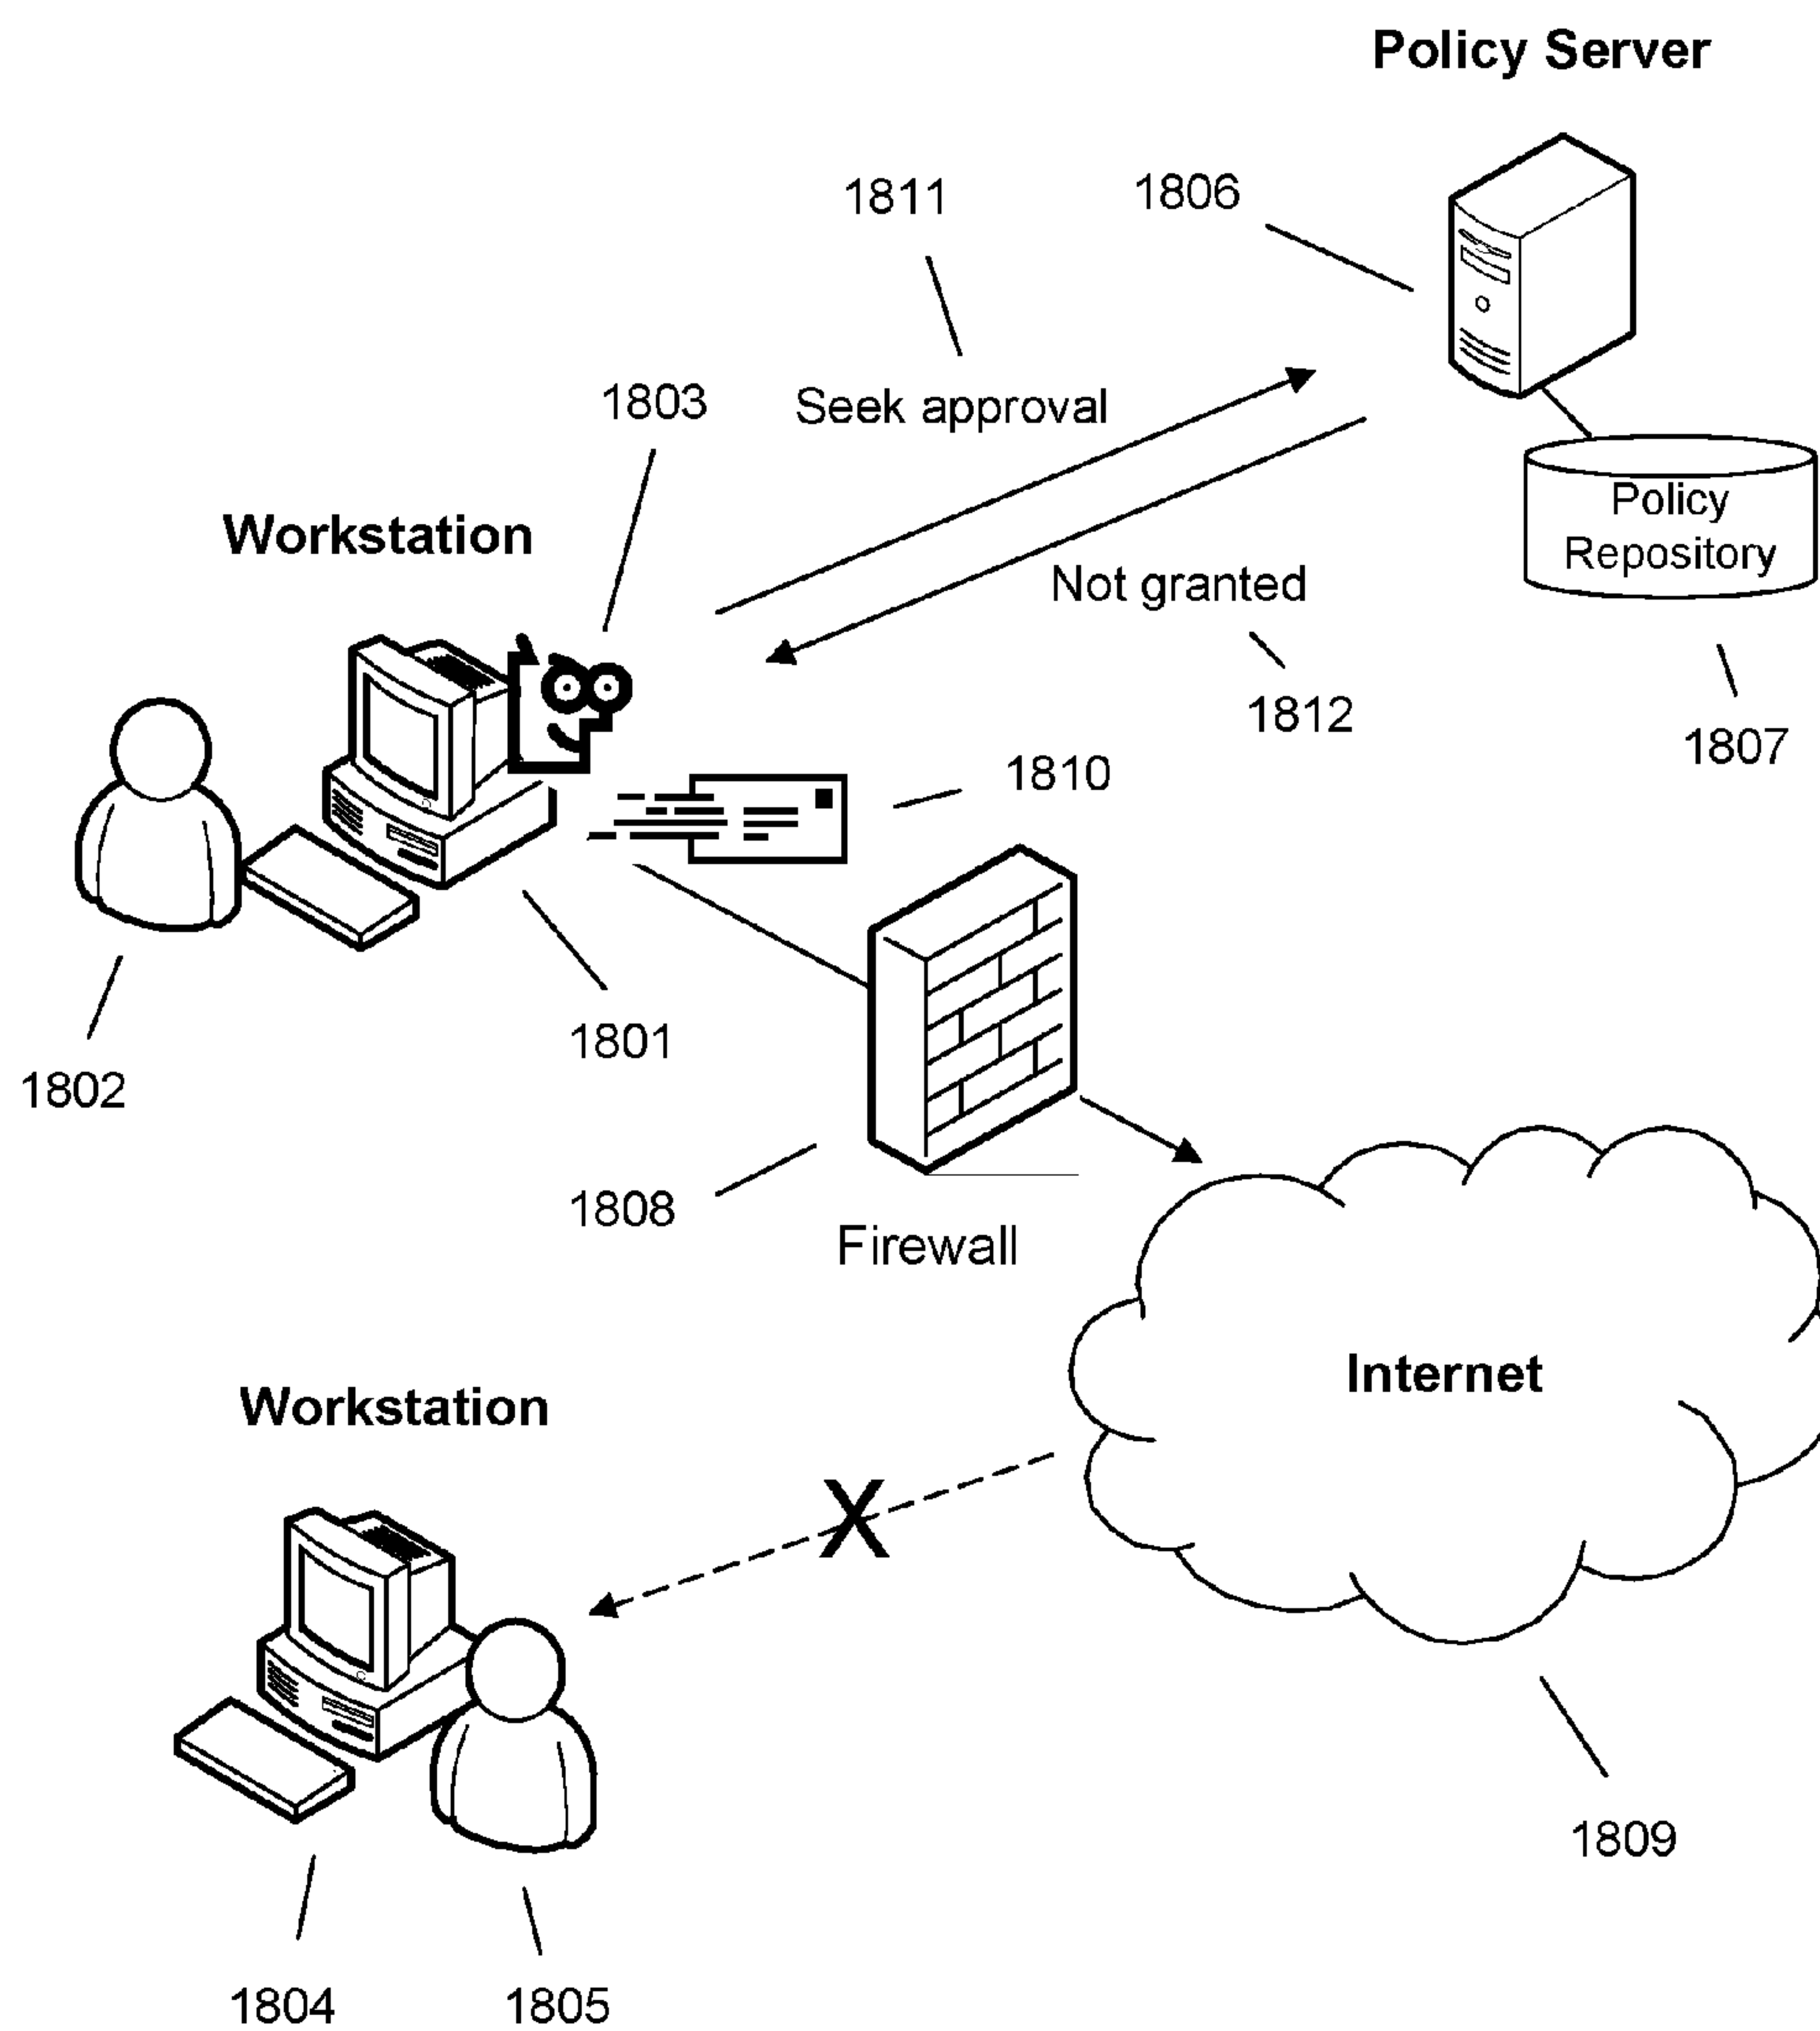 Policy Server
1811
1806
1803
Seek approval
Workstation
Policy
Repository
Not granted
1812
1807
1810
1801
1802
1808
Firewall
Internet
Workstation
X
1809
1804
1805